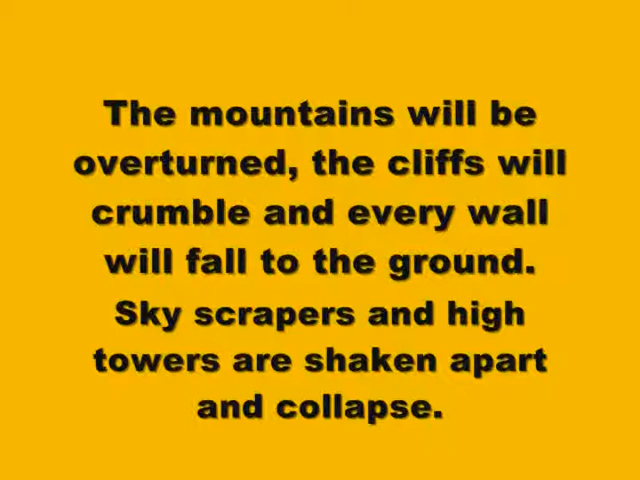 The mountains will be
overturned, the cliffs will
crumble and every wall
will fall to the ground.
Sky scrapers and high
towers are shaken apart
and collapse.